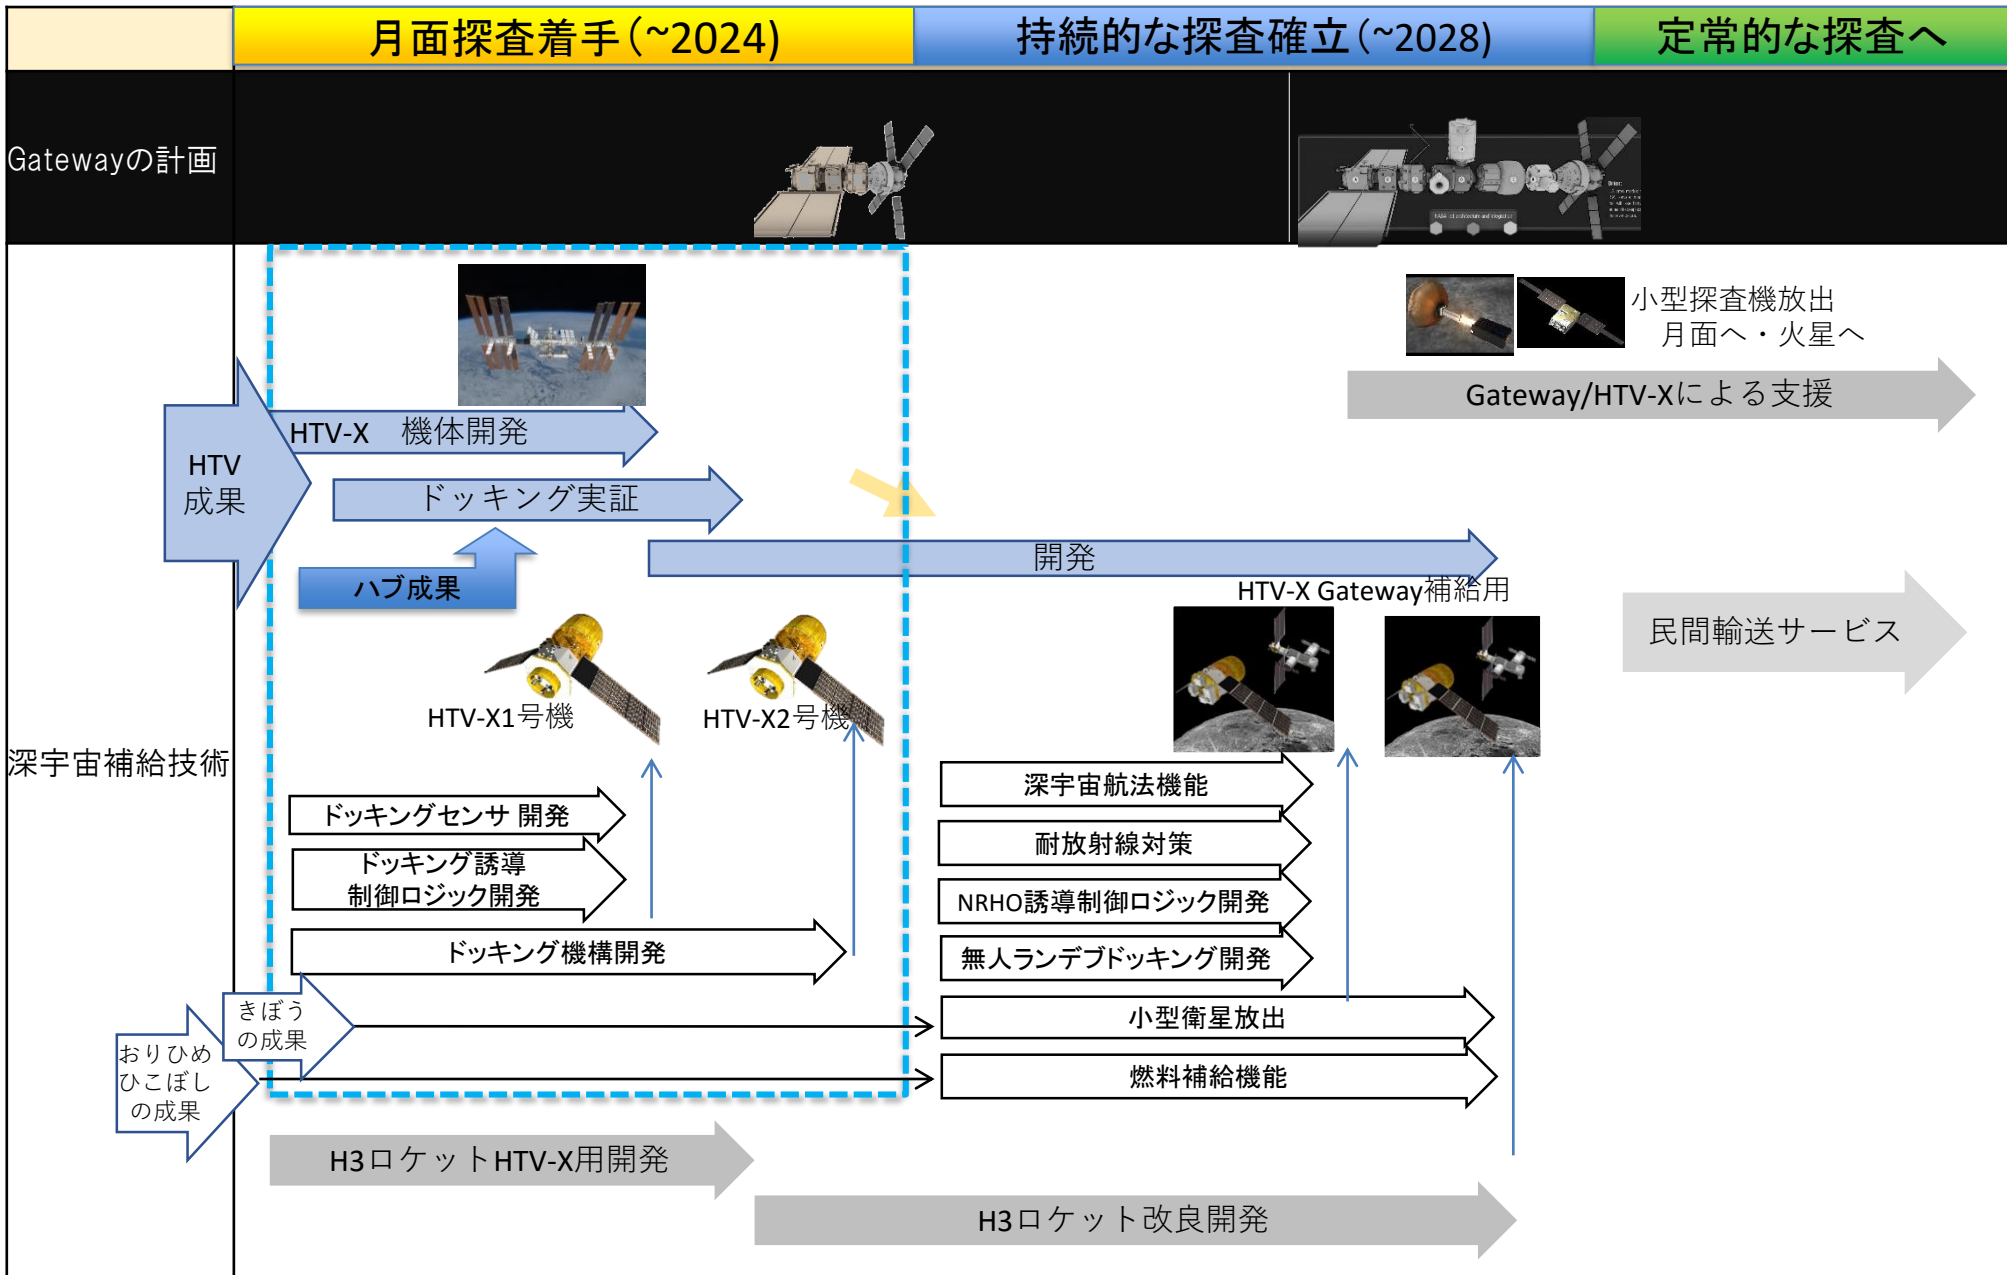 月面探査着手(~2024)
持続的な探査確立(~2028)
定常的な探査へ
Gatewayの計画
小型探査機放出
月面へ・火星へ
Gateway/HTV-Xによる支援
HTV
成果
HTV-X 機体開発
ドッキング実証
ハブ成果
開発
HTV-X Gateway補給用
民間輸送サービス
HTV-X1号機
HTV-X2号機
深宇宙補給技術
ドッキングセンサ 開発
ドッキング誘導
制御ロジック開発
ドッキング機構開発
深宇宙航法機能
耐放射線対策
NRHO誘導制御ロジック開発
無人ランデブドッキング開発
きぼう
の成果
小型衛星放出
おりひめ
ひこぼし
の成果
燃料補給機能
H3ロケットHTV-X用開発
H3ロケット改良開発